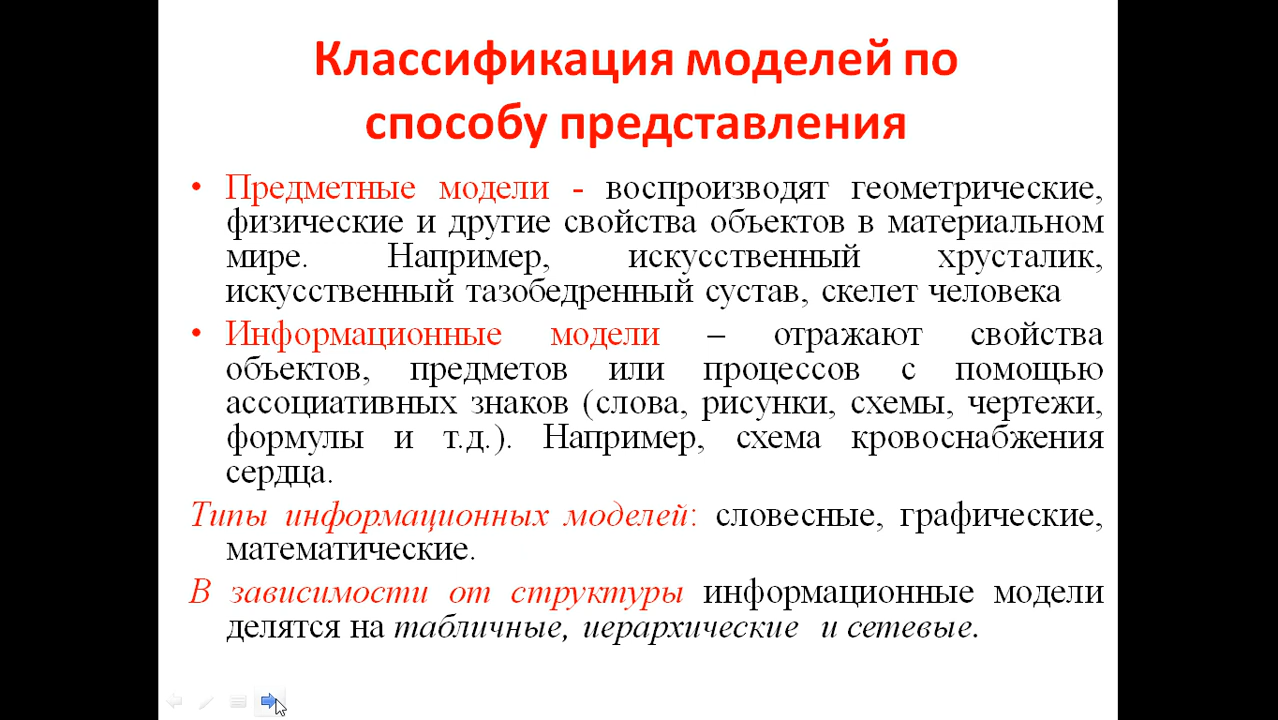 Классификация моделей по
способу представления
• Предметные модели - воспроизводят геометрические,
физические и другие свойства объектов в материальном
мире. Например, искусственный хрусталик,
искусственный тазобедренный сустав, скелет человека
• Информационные модели – отражают свойства
объектов, предметов или процессов с помощью
ассоциативных знаков (слова, рисунки, схемы, чертежи,
формулы и т.д.). Например, схема кровоснабжения
сердца.
Типы информационных моделей: словесные, графические,
математические.
В зависимости от структуры информационные модели
делятся на табличные, иерархические и сетевые.